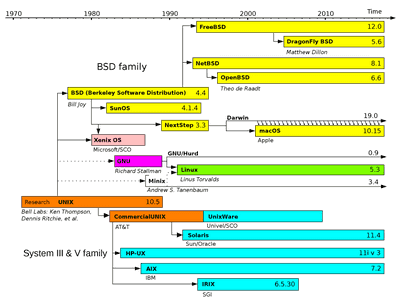 1970 1980 1990 2000 2010 Time
FreeBSD 12.0
DragonFly BSD 5.6
Matthew Dillon
BSD family
NetBSD 8.1
OpenBSD 6.6
Theo de Raadt
BSD (Berkeley Software Distribution) 4.4
Bill Joy
SunOS 4.1.4
NextStep 3.3
Darwin 19.0
macOS 10.15
Apple
Xenix OS
Microsoft/SCO
GNU
Richard Stallman
GNU/Hurd 0.9
Linux 5.3
Linus Torvalds
Minix 3.4
Andrew S. Tanenbaum
Research UNIX 10.5
Bell Labs: Ken Thompson,
Dennis Ritchie, et al.
CommercialUNIX
AT&T
UnixWare
Univel/SCO
Solaris 11.4
Sun/Oracle
System III & V family
HP-UX 11i v 3
AIX 7.2
IBM
IRIX 6.5.30
SGI